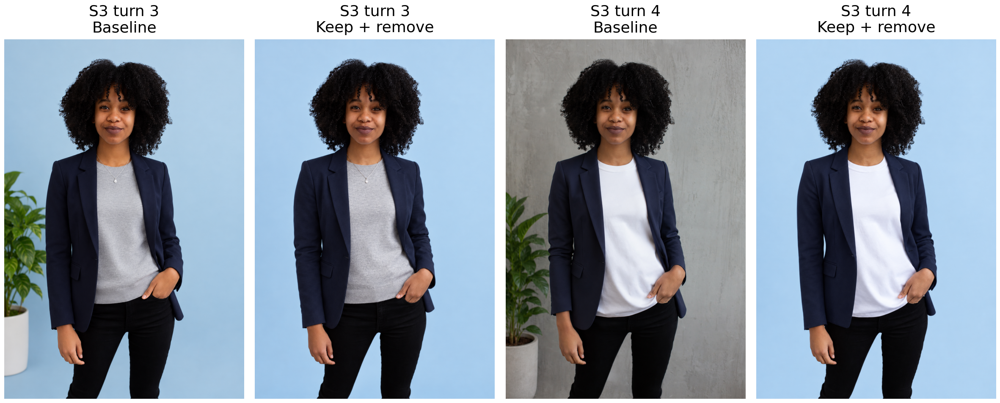 S3 turn 3
Baseline
S3 turn 3
Keep + remove
S3 turn 4
Baseline
S3 turn 4
Keep + remove